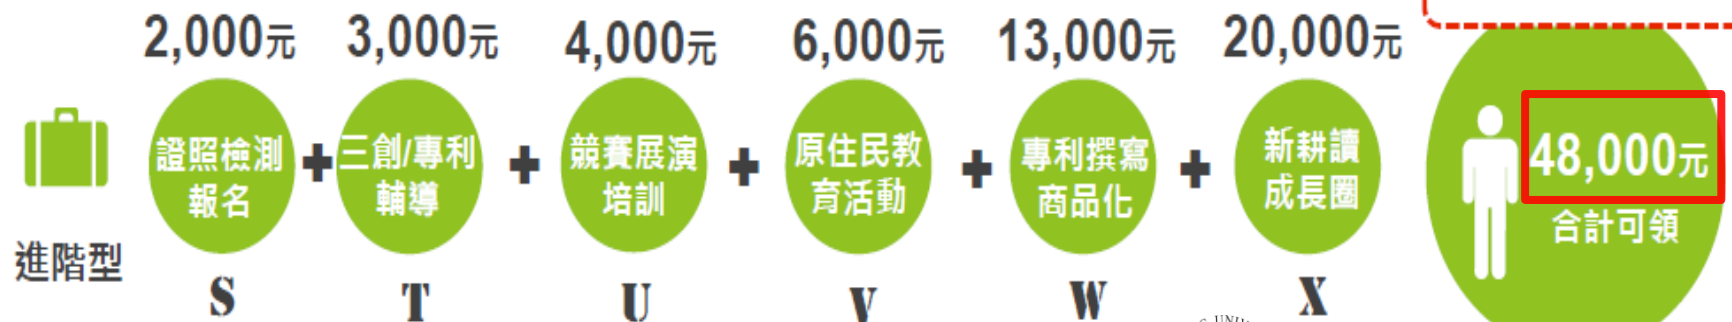 2,000元 3,000元 4,000元 6,000元 13,000元 20,000元
證照檢測
報名
+
三創/專利
輔導
+
競賽展演
培訓
+
原住民教
育活動
+
專利撰寫
商品化
+
新耕讀
成長圈
48,000元
合計可領
進階型
S T U V W X